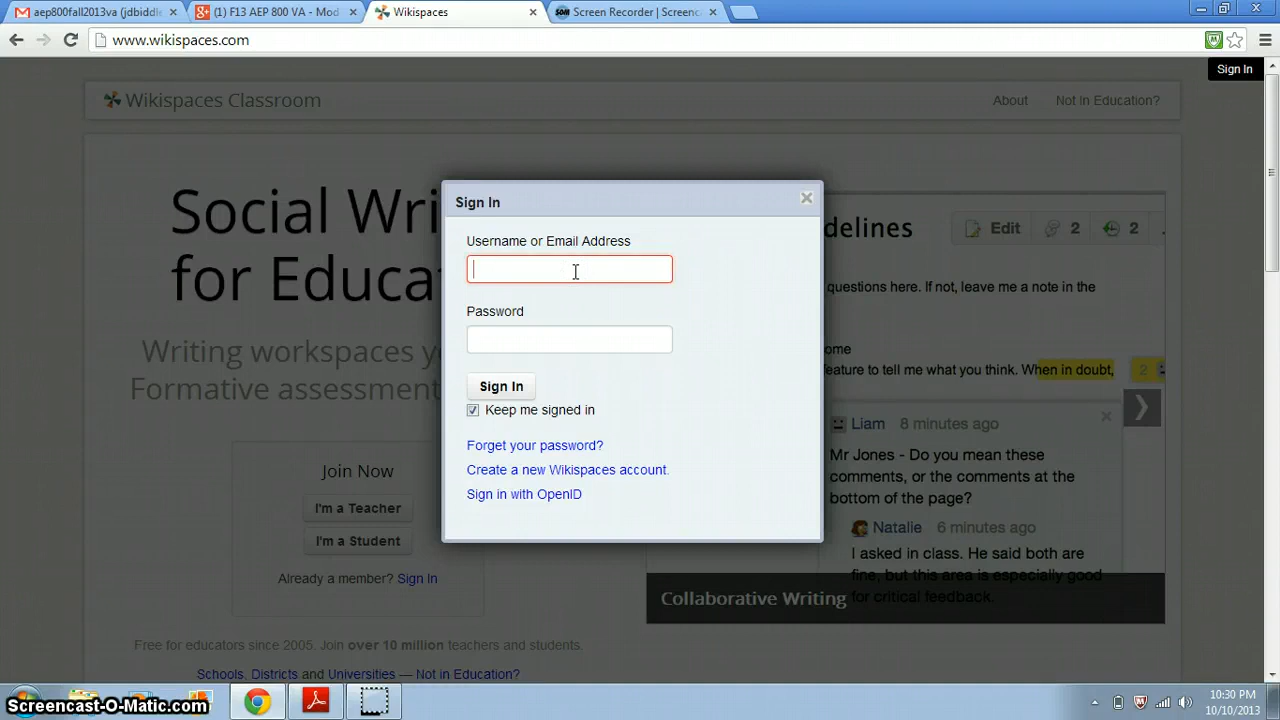 aep800fall2013va (jdbiddle
(1) F13 AEP 800 VA - Mod
Wikispaces
Screen Recorder | Screenc
www.wikispaces.com
Sign In
Wikispaces Classroom
About
Not In Education?
Social Wri
for Educa
Writing workspaces y
Formative assessment
Join Now
I'm a Teacher
I'm a Student
Already a member? Sign In
Free for educators since 2005. Join over 10 million teachers and students.
Schools, Districts and Universities — Not in Education?
Sign In
Username or Email Address
Password
Sign In
Keep me signed in
Forget your password?
Create a new Wikispaces account.
Sign in with OpenID
delines
Edit
2
2
questions here. If not, leave me a note in the
ome
eature to tell me what you think. When in doubt,
2
Liam 8 minutes ago
Mr Jones - Do you mean these
comments, or the comments at the
bottom of the page?
Natalie 6 minutes ago
I asked in class. He said both are
fine, but this area is especially good
for critical feedback.
Collaborative Writing
Screencast-O-Matic.com
10:30 PM
10/10/2013